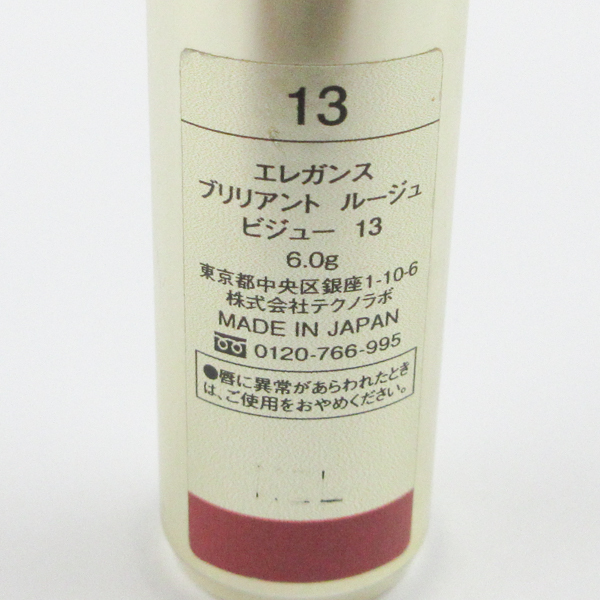 13
エレガンス
ブリリアント ルージュ
ビジュー 13
6.0g
東京都中央区銀座1-10-6
株式会社テクノラボ
MADE IN JAPAN
0120-766-995
●唇に異常があらわれたとき
は、ご使用をおやめください。